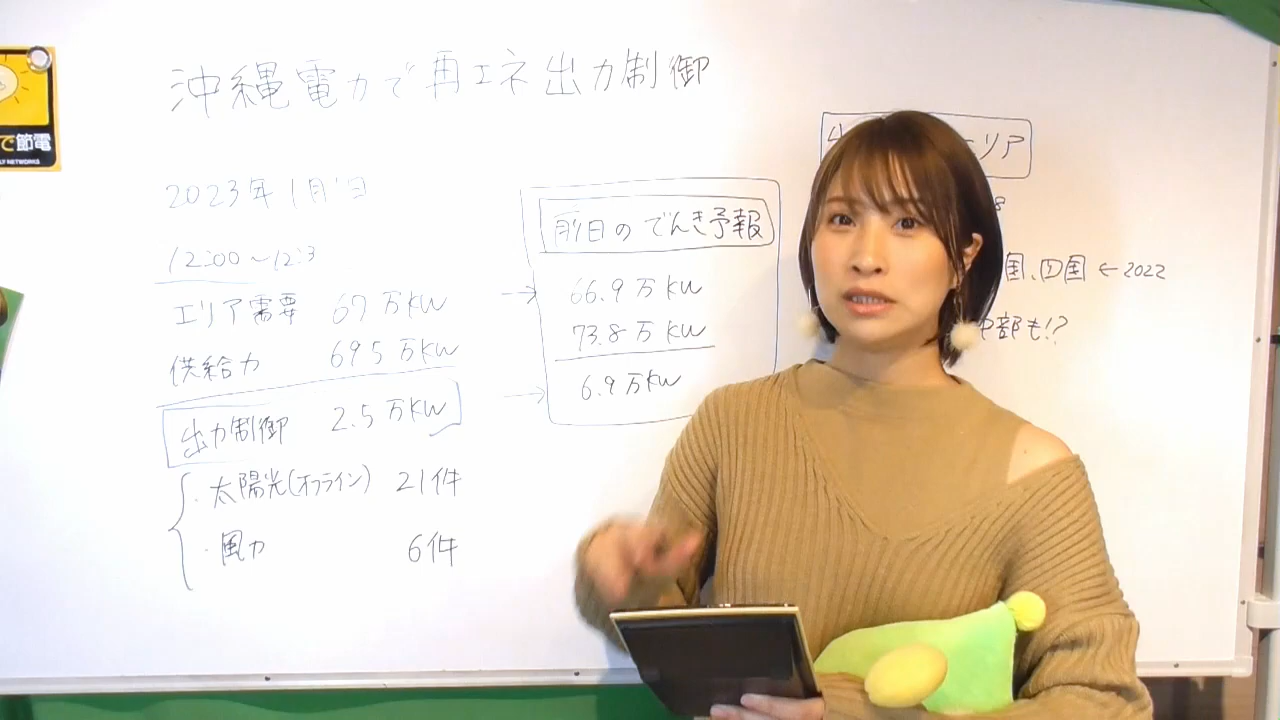 沖縄電力で再エネ出力制御
2023年1月1日
12:00〜12:3
エリア需要 67万kW
供給力 69.5万kW
出力制御 2.5万kW
・太陽光(オンライン) 21件
・風力 6件
前日のでんき予報
66.9万kW
73.8万kW
6.9万kW
エリア
8
国、四国 ← 2022
中部も!?
で節電
LY NETWORKS